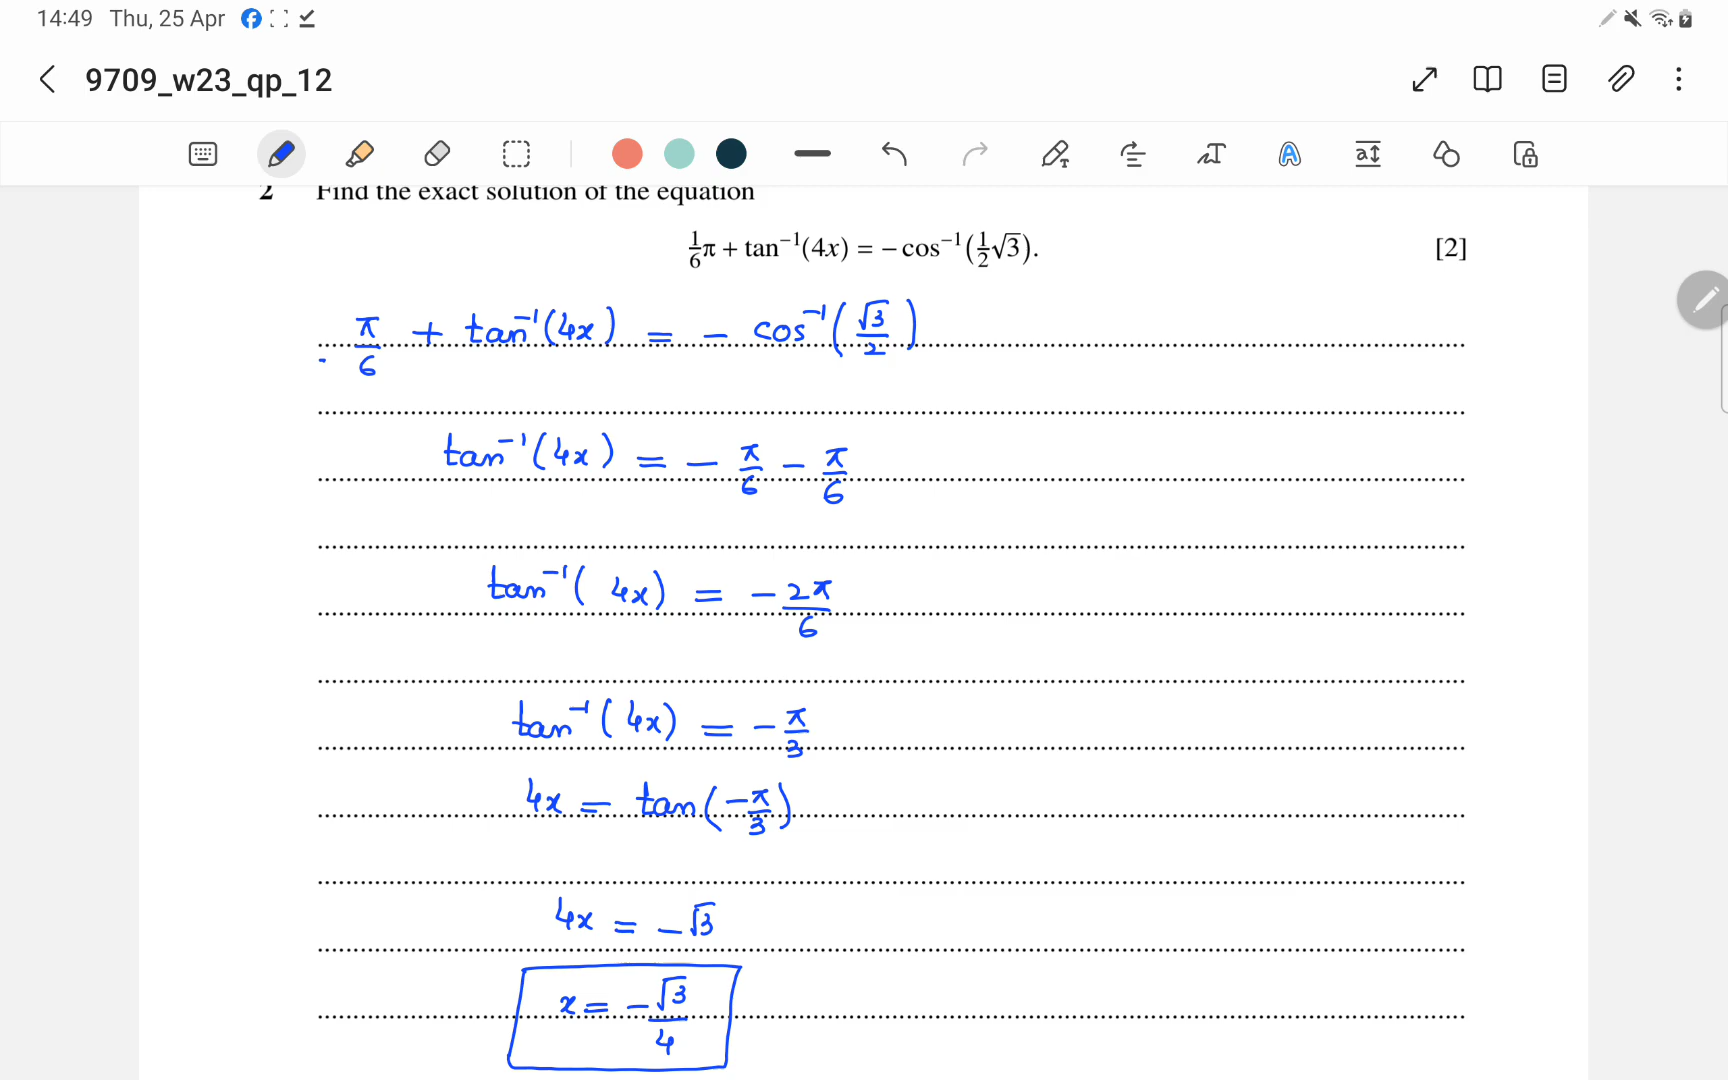 14:49 Thu, 25 Apr
9709_w23_qp_12
2 Find the exact solution of the equation
1/6 π + tan⁻¹(4x) = − cos⁻¹(1/2 √3). [2]
π/6 + tan⁻¹(4x) = − cos⁻¹(√3/2)
tan⁻¹(4x) = − π/6 − π/6
tan⁻¹(4x) = − 2π/6
tan⁻¹(4x) = − π/3
4x = tan(−π/3)
4x = −√3
x = −√3/4